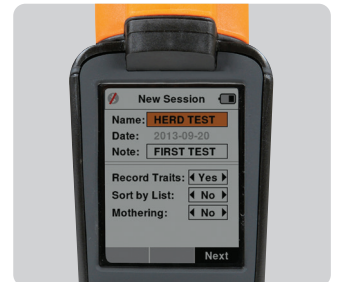 New Session
Name: HERD TEST
Date: 2013-09-20
Note: FIRST TEST
Record Traits: Yes
Sort by List: No
Mothering: No
Next